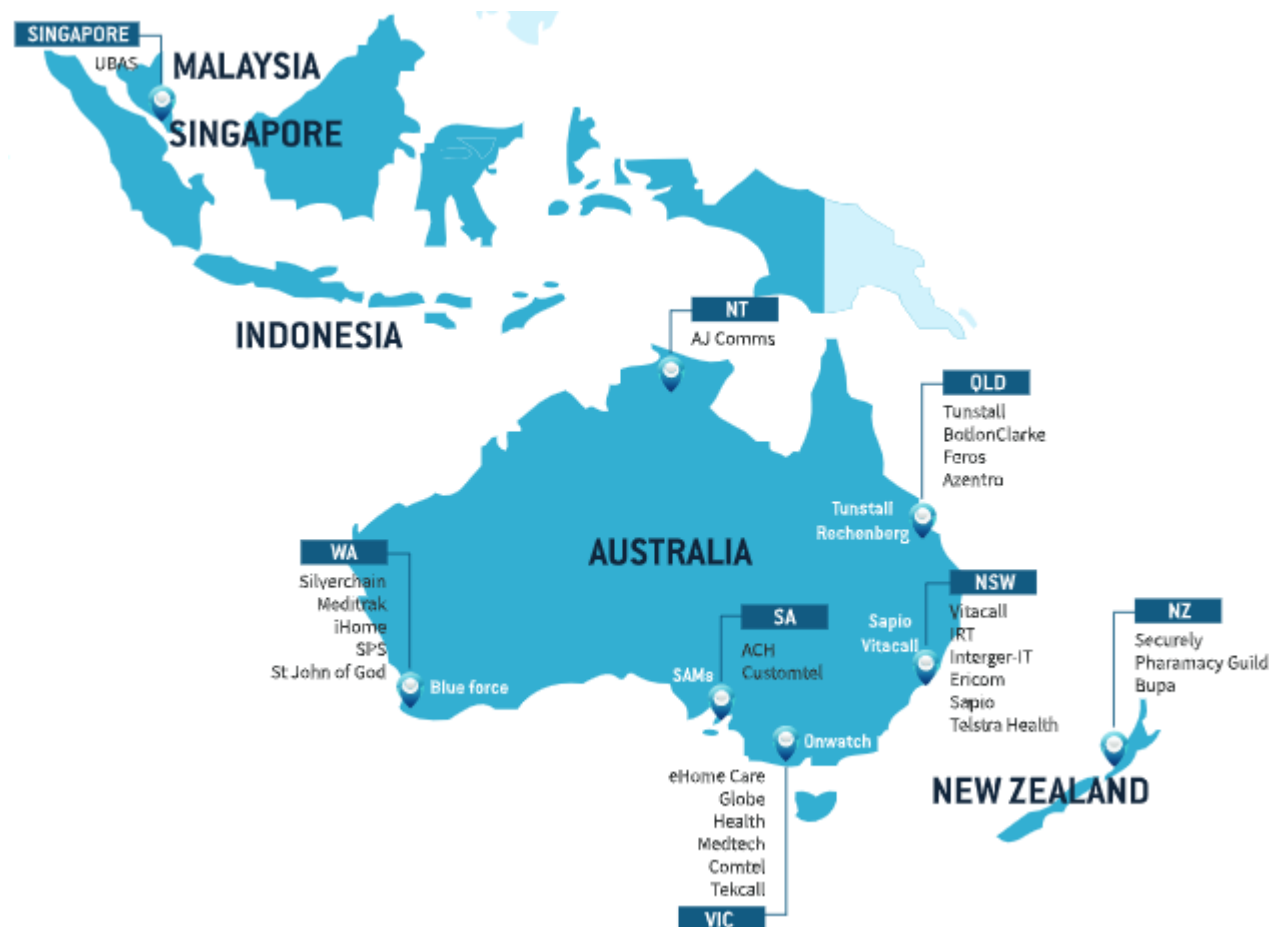 SINGAPORE
UBAS
MALAYSIA
SINGAPORE
INDONESIA
NT
AJ Comms
QLD
Tunstall
BotlonClarke
Feros
Azentro
Tunstall
Rechenberg
AUSTRALIA
WA
Silverchain
Meditrak
iHome
SPS
St John of God
Blue force
SA
ACH
Customtel
SAMs
Sapio
Vitacall
NSW
Vitacall
IRT
Interger-IT
Ericom
Sapio
Telstra Health
NZ
Securely
Pharamacy Guild
Bupa
Onwatch
NEW ZEALAND
eHome Care
Globe
Health
Medtech
Comtel
Tekcall
VIC